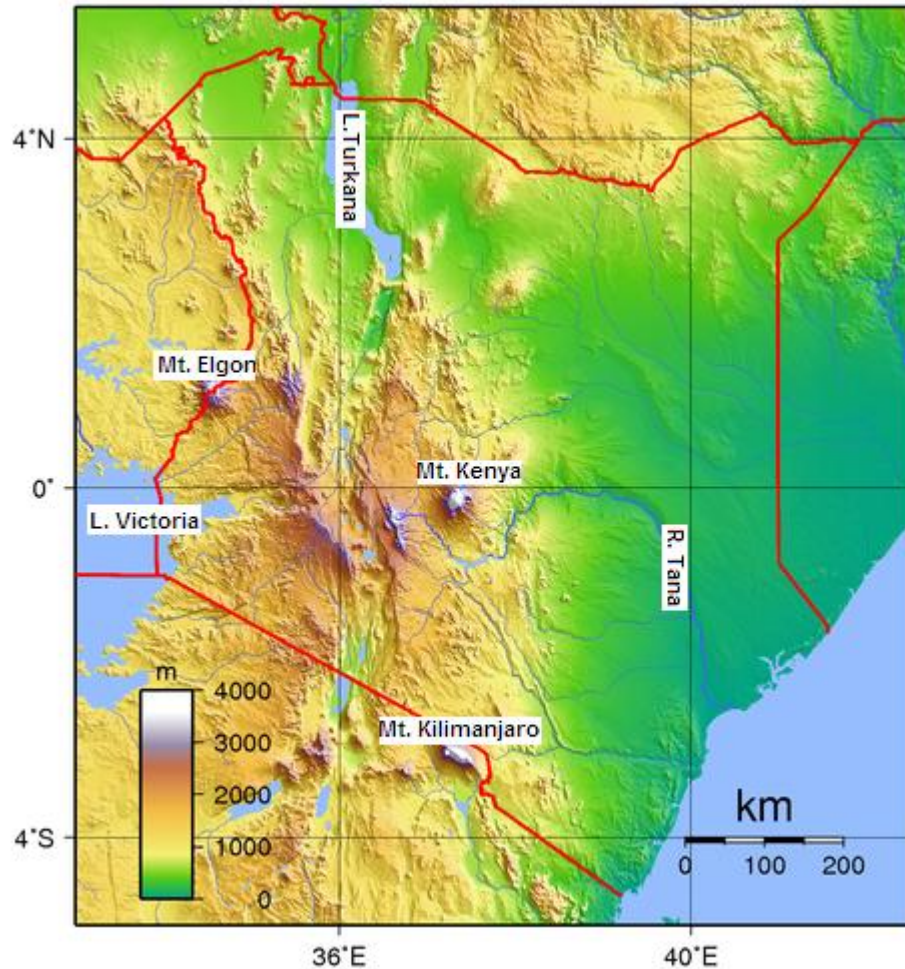 4°N
L.Turkana
Mt. Elgon
Mt. Kenya
0°
L. Victoria
R. Tana
m
4000
3000
2000
1000
0
Mt. Kilimanjaro
km
0 100 200
4°S
36°E
40°E